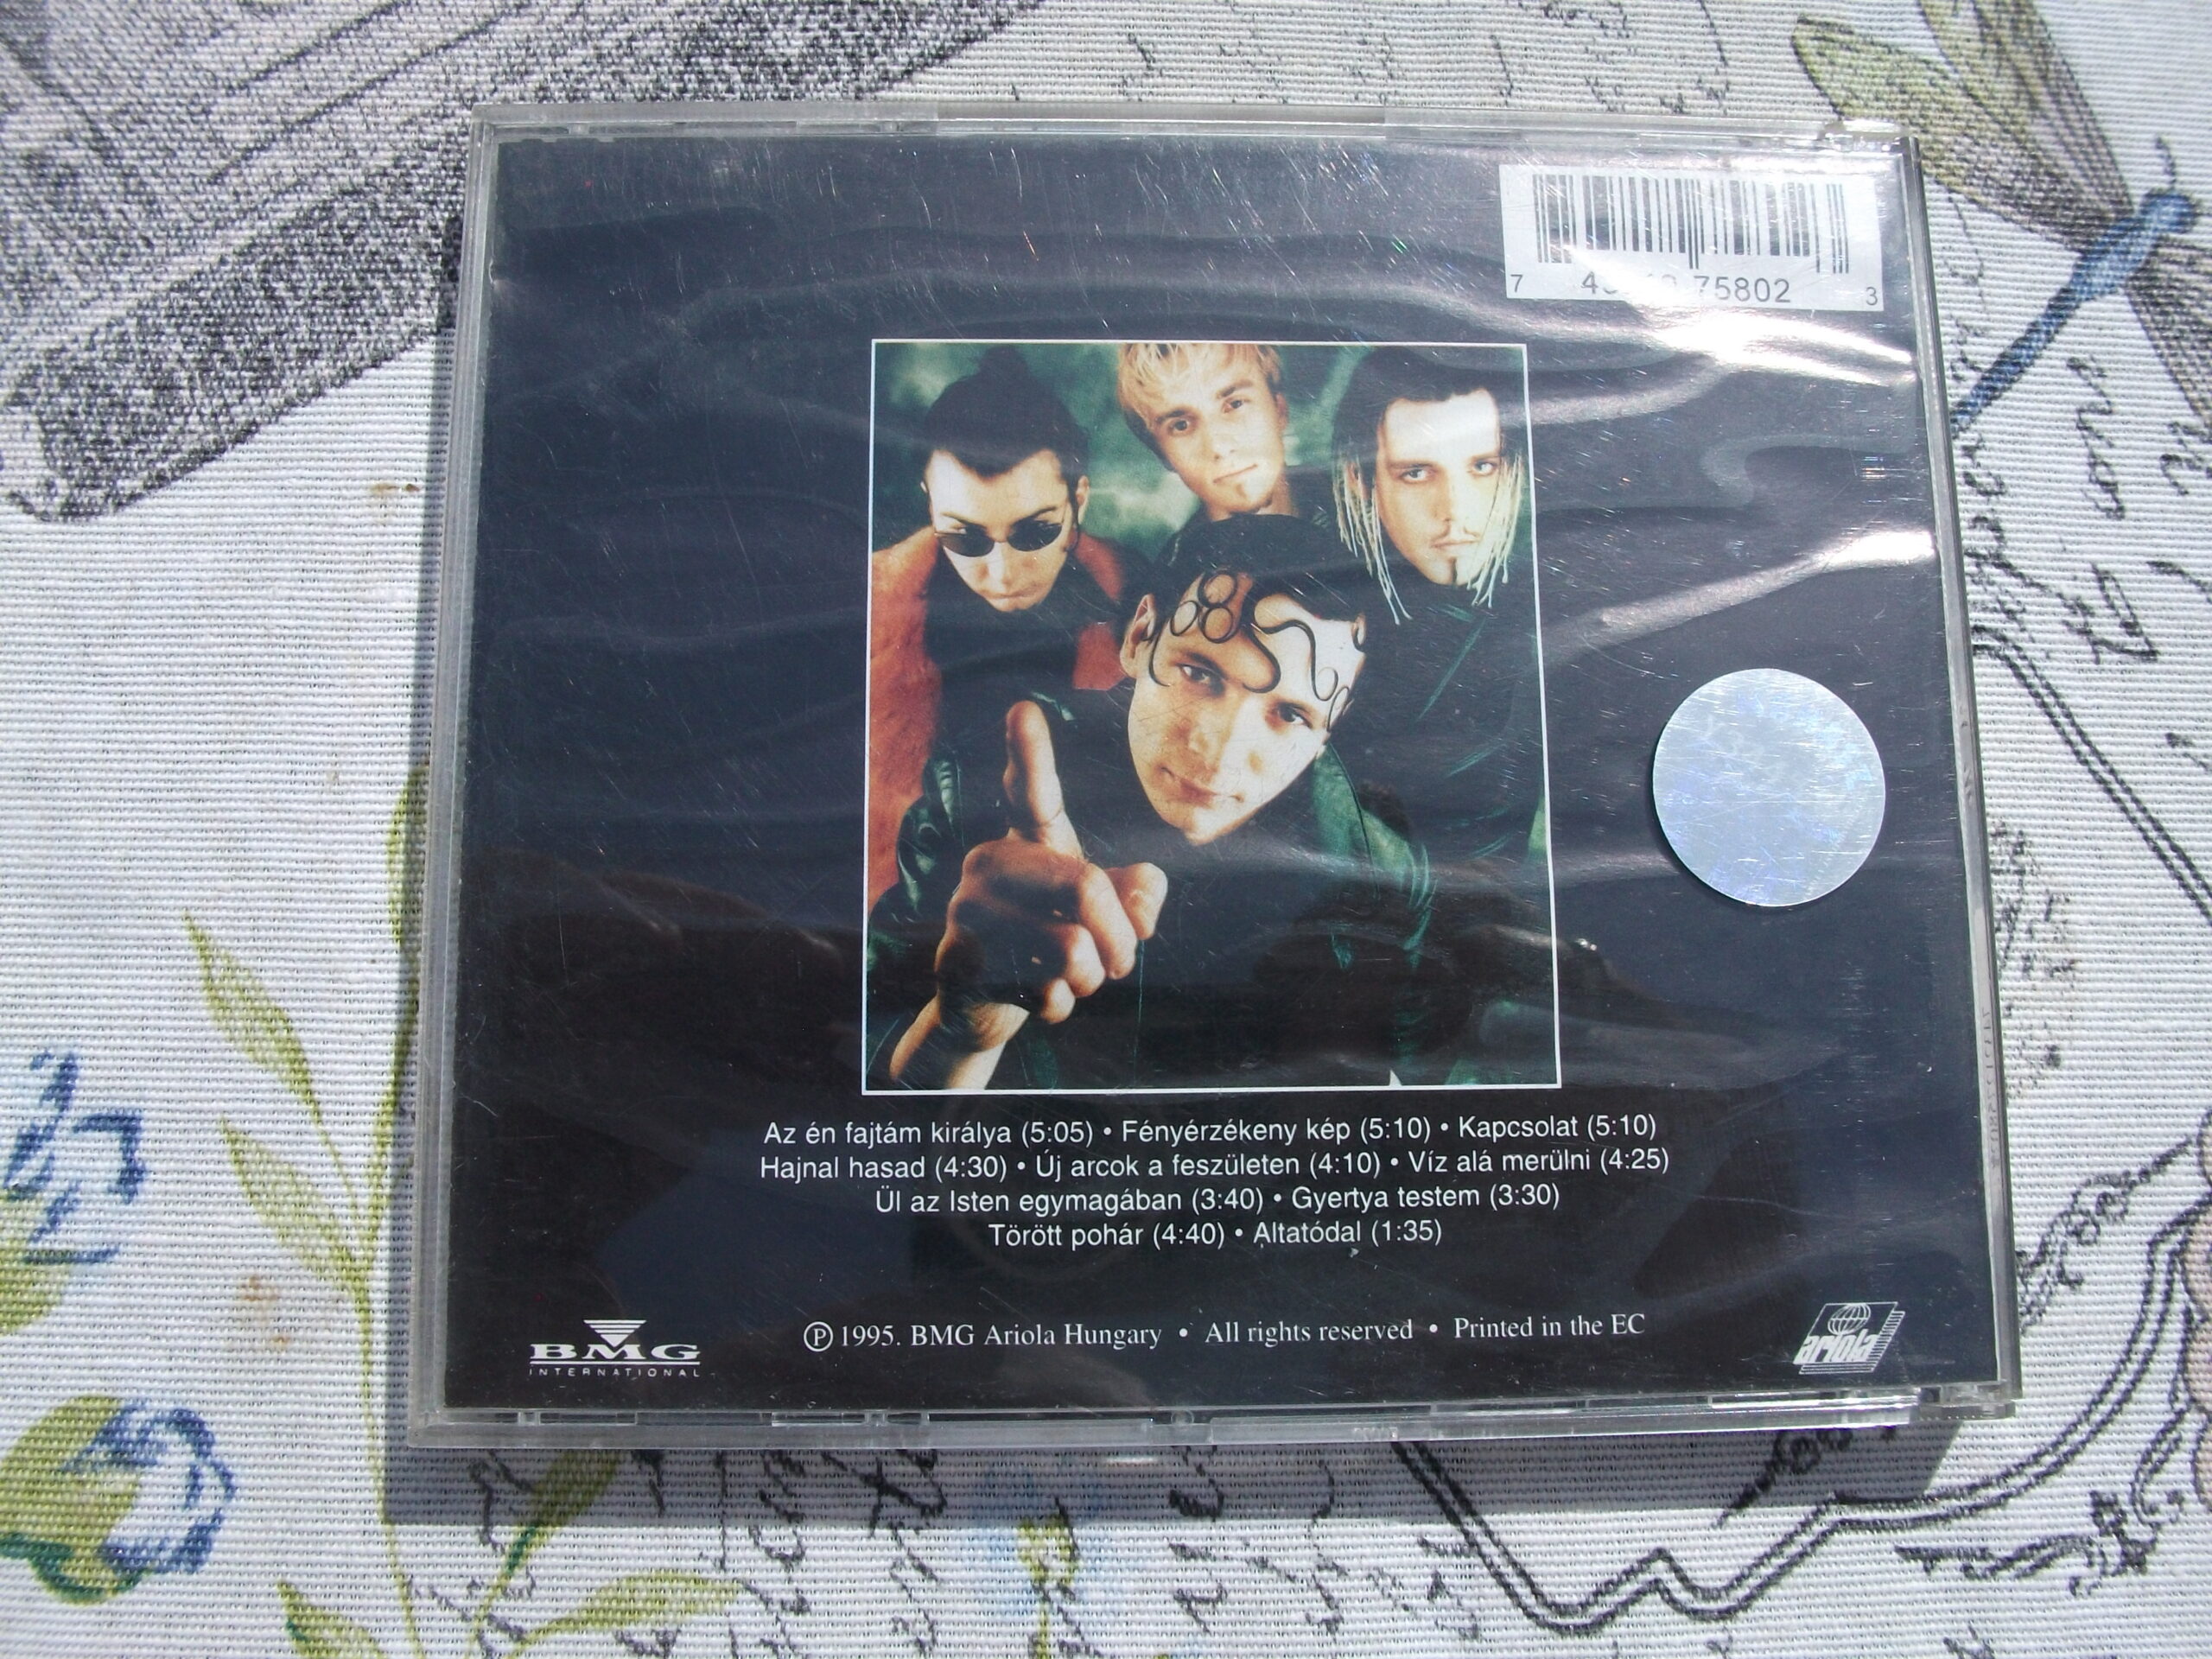 7 75802 3
Az én fajtám királya (5:05) • Fényérzékeny kép (5:10) • Kapcsolat (5:10)
Hajnal hasad (4:30) • Új arcok a feszületen (4:10) • Víz alá merülni (4:25)
Ül az Isten egymagában (3:40) • Gyertya testem (3:30)
Törött pohár (4:40) • Altatódal (1:35)
BMG
INTERNATIONAL
Ⓟ 1995. BMG Ariola Hungary • All rights reserved • Printed in the EC
ariola